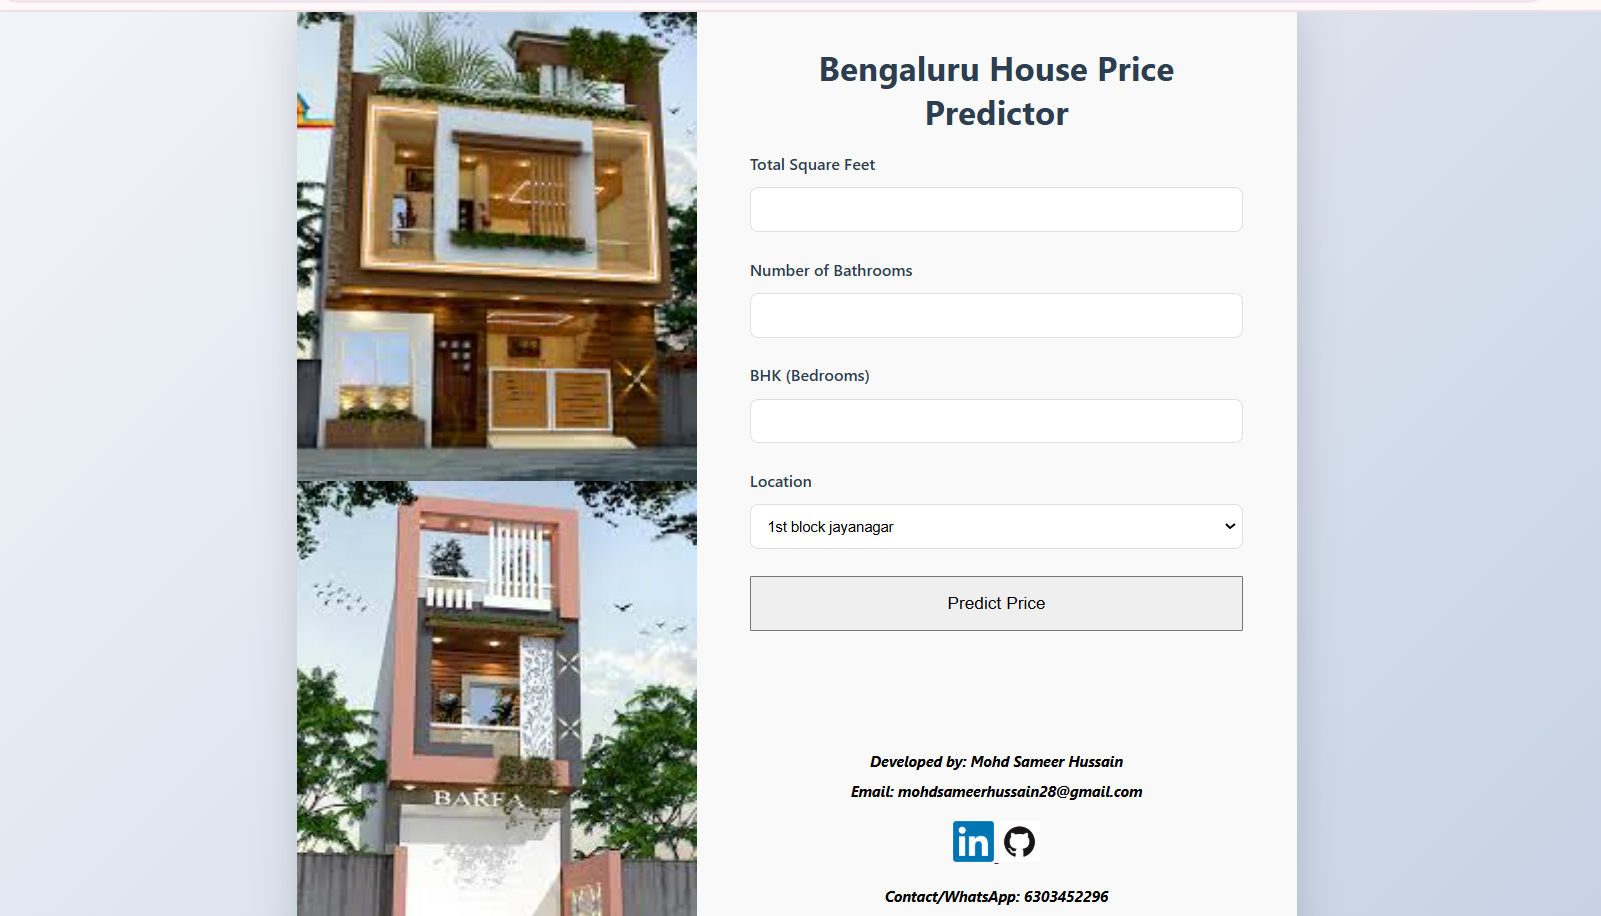 Bengaluru House Price
Predictor
Total Square Feet
Number of Bathrooms
BHK (Bedrooms)
Location
1st block jayanagar
Predict Price
Developed by: Mohd Sameer Hussain
Email: mohdsameerhussain28@gmail.com
in
Contact/WhatsApp: 6303452296